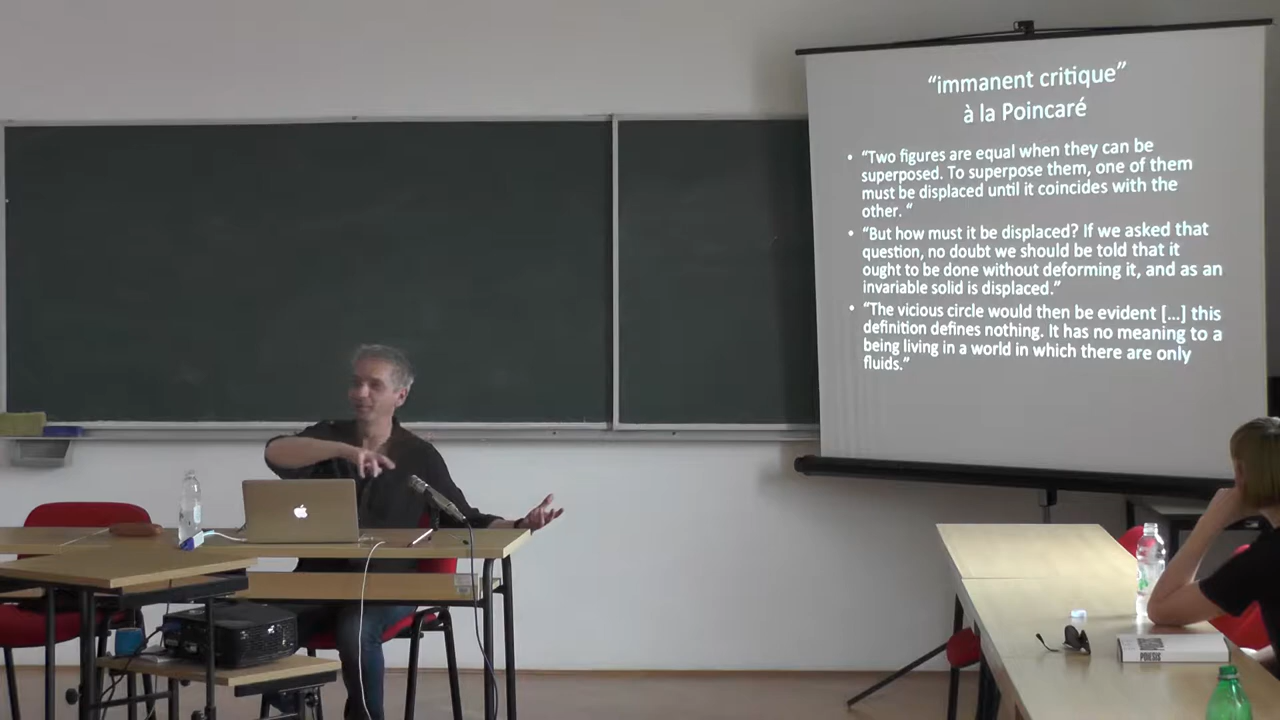 “immanent critique”
à la Poincaré
• “Two figures are equal when they can be
superposed. To superpose them, one of them
must be displaced until it coincides with the
other. “
• “But how must it be displaced? If we asked that
question, no doubt we should be told that it
ought to be done without deforming it, and as an
invariable solid is displaced.”
• “The vicious circle would then be evident [...] this
definition defines nothing. It has no meaning to a
being living in a world in which there are only
fluids.”
POESIS